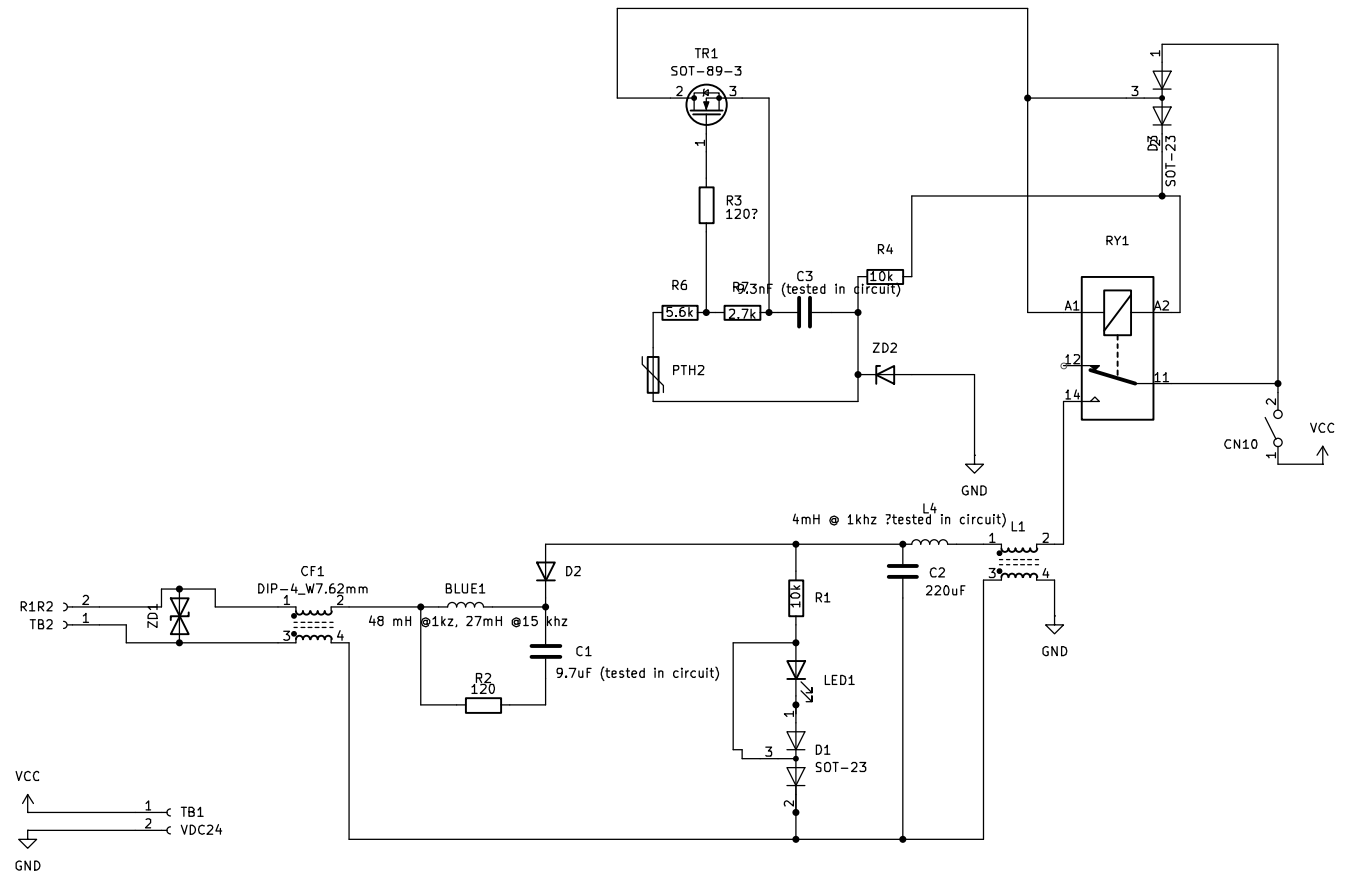 TR1
SOT-89-3
2
3
1
1
3
SOT-23
R3
120?
R4
10k
RY1
C3
9.3nF (tested in circuit)
R6
5.6k
2.7k
A1
A2
ZD2
PTH2
12
11
14
2
1
CN10
VCC
GND
L4
4mH @ 1khz ?tested in circuit)
L1
1
2
3
4
C2
220uF
GND
CF1
DIP-4_W7.62mm
D2
BLUE1
R1R2
2
TB2
1
ZD1
1
2
3
4
48 mH @1kz, 27mH @15 khz
10k
R1
C1
9.7uF (tested in circuit)
R2
120
LED1
1
3
D1
SOT-23
2
VCC
1
TB1
2
VDC24
GND